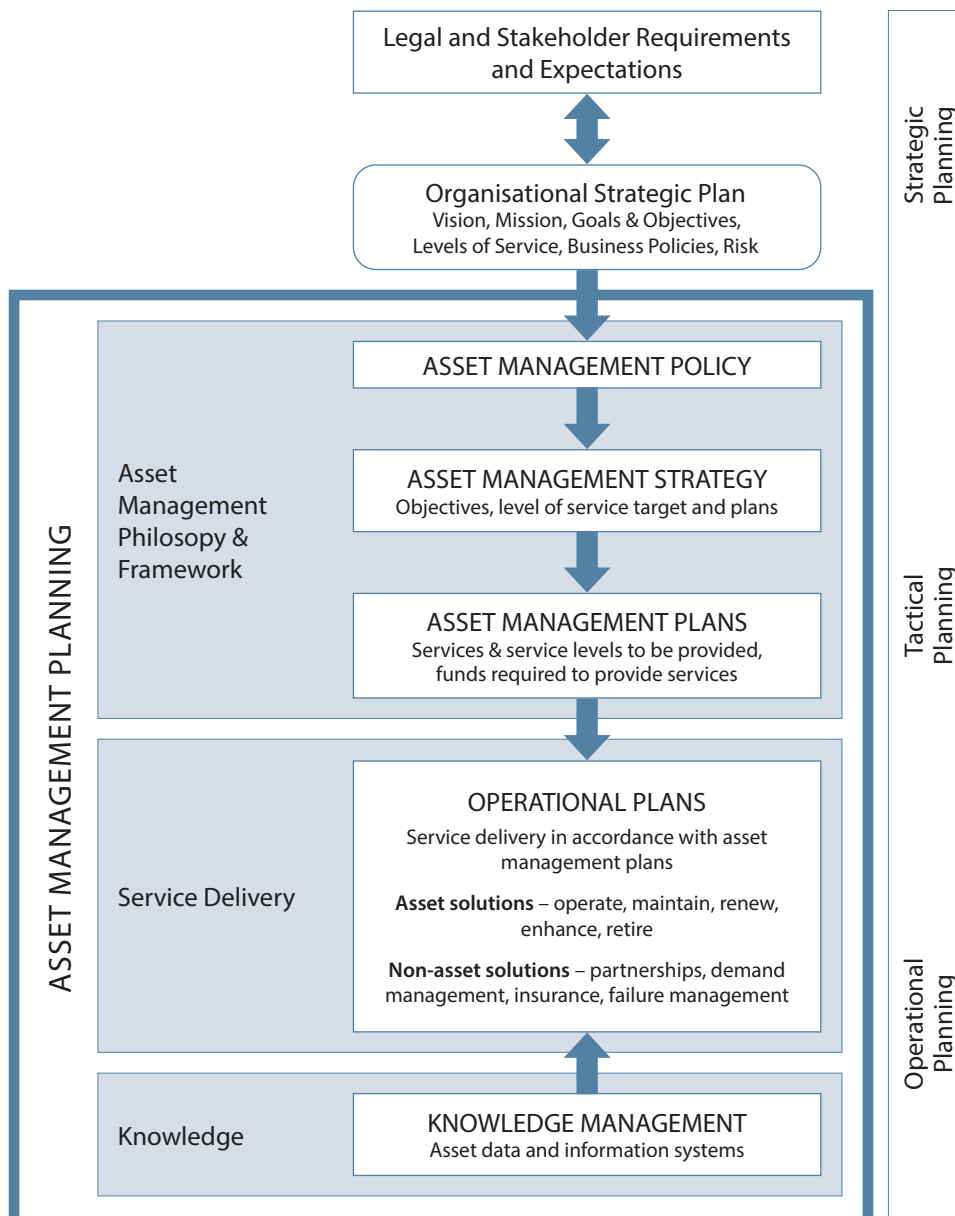 Legal and Stakeholder Requirements
and Expectations
Organisational Strategic Plan
Vision, Mission, Goals & Objectives,
Levels of Service, Business Policies, Risk
Strategic
Planning
ASSET MANAGEMENT PLANNING
Asset
Management
Philosopy &
Framework
ASSET MANAGEMENT POLICY
ASSET MANAGEMENT STRATEGY
Objectives, level of service target and plans
ASSET MANAGEMENT PLANS
Services & service levels to be provided,
funds required to provide services
Tactical
Planning
Service Delivery
OPERATIONAL PLANS
Service delivery in accordance with asset
management plans
Asset solutions – operate, maintain, renew,
enhance, retire
Non-asset solutions – partnerships, demand
management, insurance, failure management
Operational
Planning
Knowledge
KNOWLEDGE MANAGEMENT
Asset data and information systems